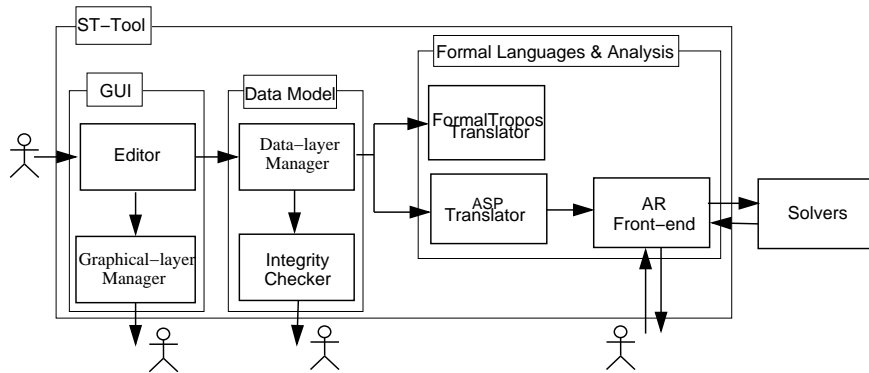 ST−Tool
Formal Languages & Analysis
GUI
Data Model
FormalTropos
Translator
Editor
Data−layer
Manager
ASP
Translator
AR
Front−end
Solvers
Graphical−layer
Manager
Integrity
Checker